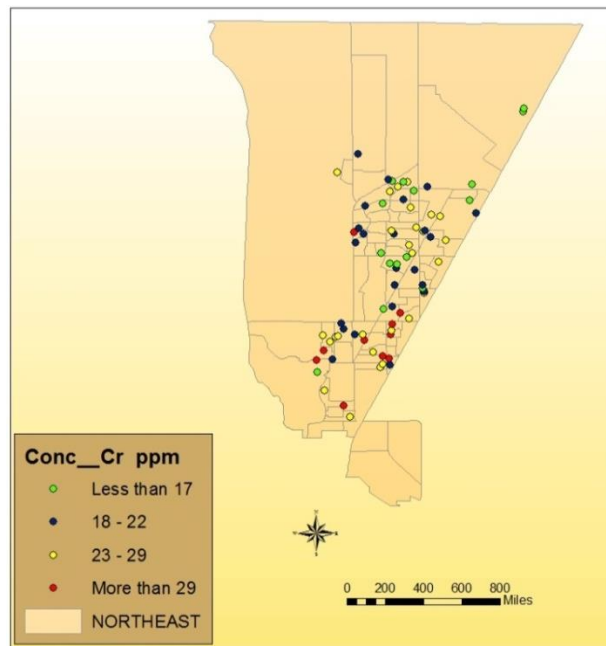 Conc__Cr ppm
Less than 17
18 - 22
23 - 29
More than 29
NORTHEAST
0 200 400 600 800
Miles